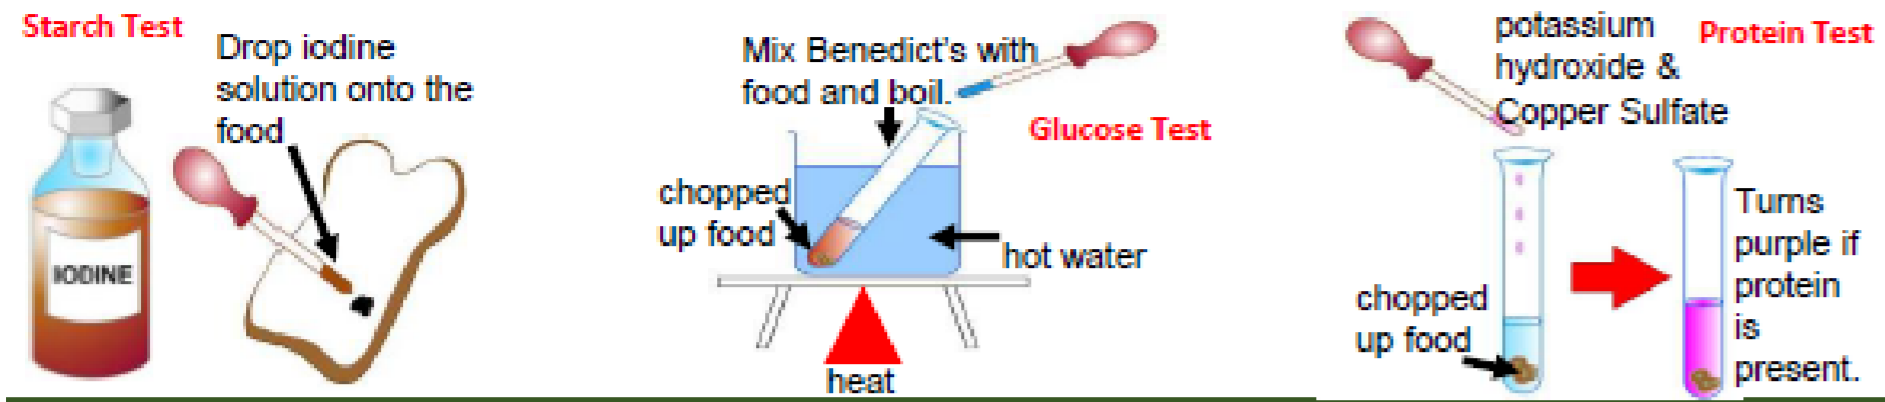 Starch Test
Drop iodine
solution onto the
food
IODINE
Mix Benedict's with
food and boil.
Glucose Test
chopped
up food
hot water
heat
potassium
hydroxide &
Copper Sulfate
Protein Test
chopped
up food
Turns
purple if
protein
is
present.